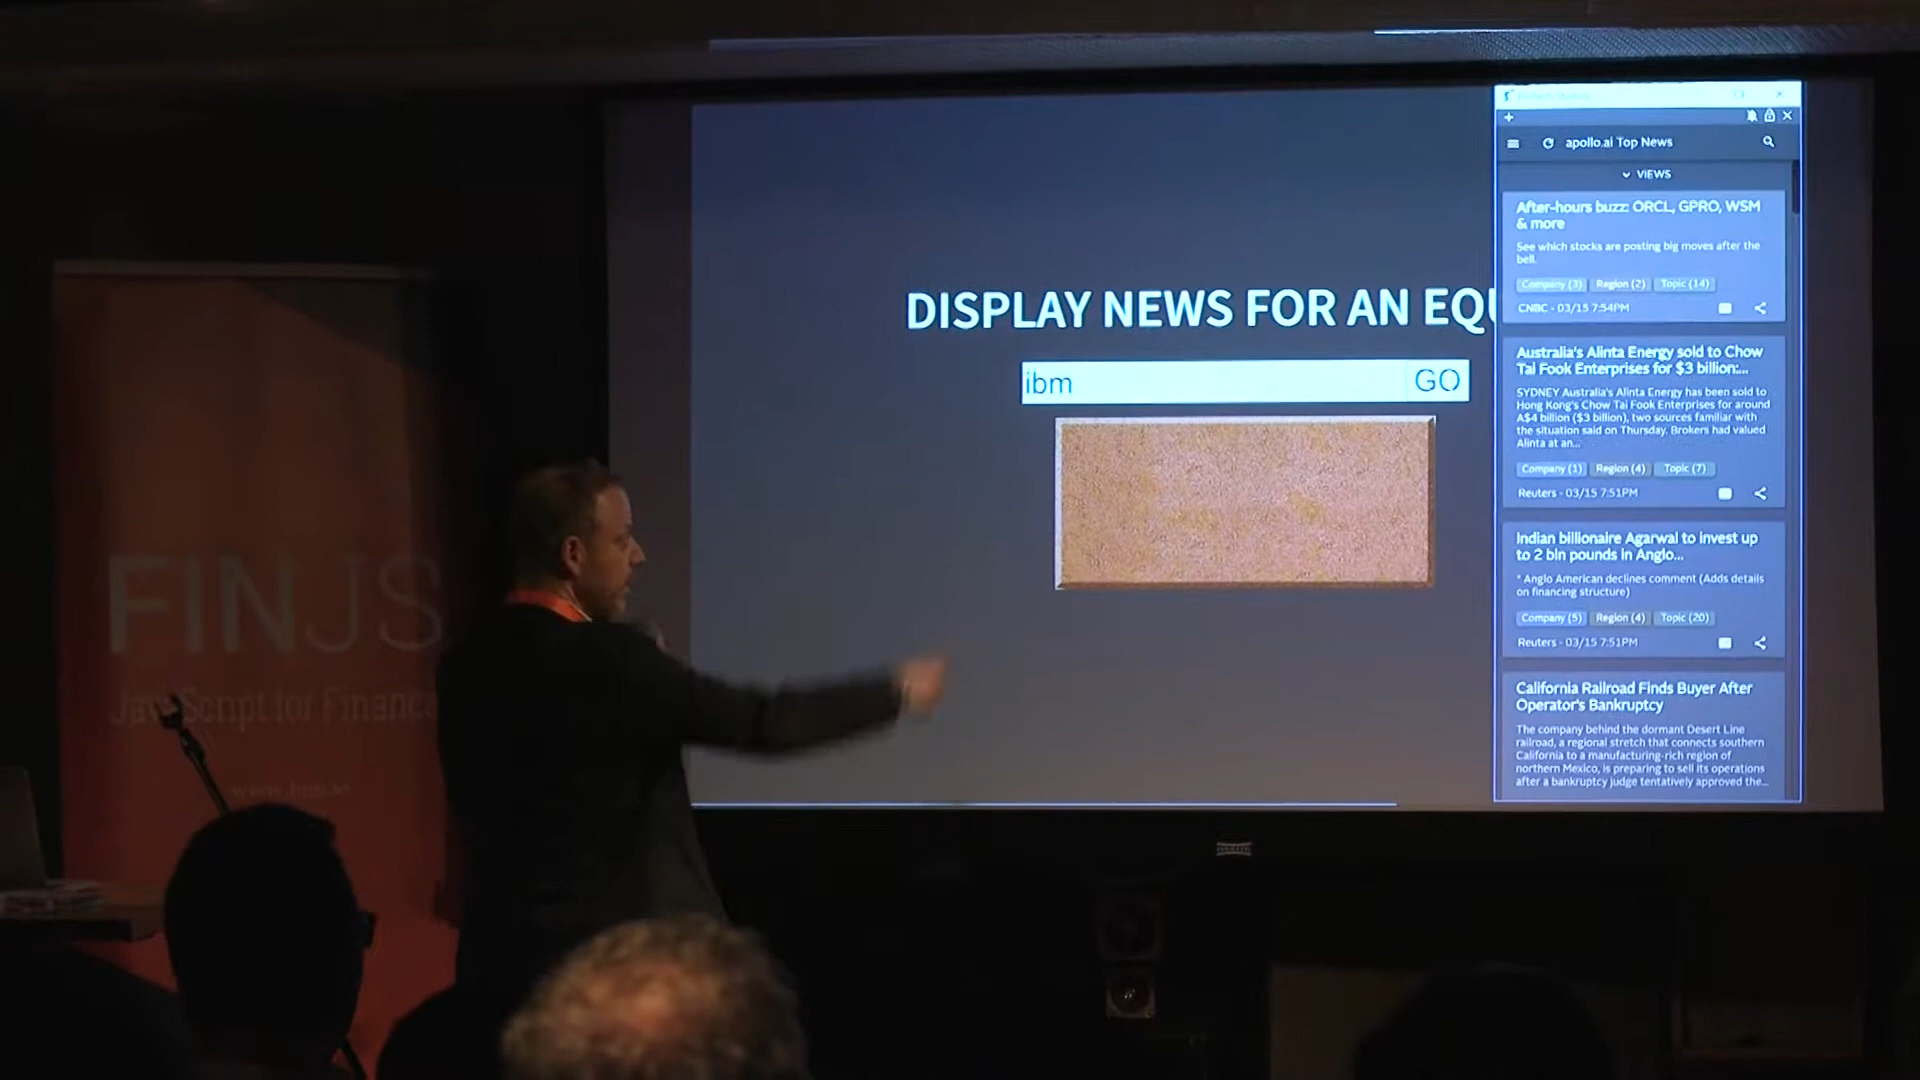 DISPLAY NEWS FOR AN EQU
ibm
GO
apollo.ai Top News
VIEWS
After-hours buzz: ORCL, GPRO, WSM
& more
See which stocks are posting big moves after the
bell.
Company (3) Region (2) Topic (14)
CNBC - 03/15 7:54PM
Australia's Alinta Energy sold to Chow
Tai Fook Enterprises for $3 billion:...
SYDNEY Australia's Alinta Energy has been sold to
Hong Kong's Chow Tai Fook Enterprises for around
A$4 billion ($3 billion), two sources familiar with
the situation said on Thursday. Brokers had valued
Alinta at an...
Company (1) Region (4) Topic (7)
Reuters - 03/15 7:51PM
Indian billionaire Agarwal to invest up
to 2 bln pounds in Anglo...
* Anglo American declines comment (Adds details
on financing structure)
Company (5) Region (4) Topic (20)
Reuters - 03/15 7:51PM
California Railroad Finds Buyer After
Operator's Bankruptcy
The company behind the dormant Desert Line
railroad, a regional stretch that connects southern
California to a manufacturing-rich region of
northern Mexico, is preparing to sell its operations
after a bankruptcy judge tentatively approved the...
FINJS
JavaScript for Finance